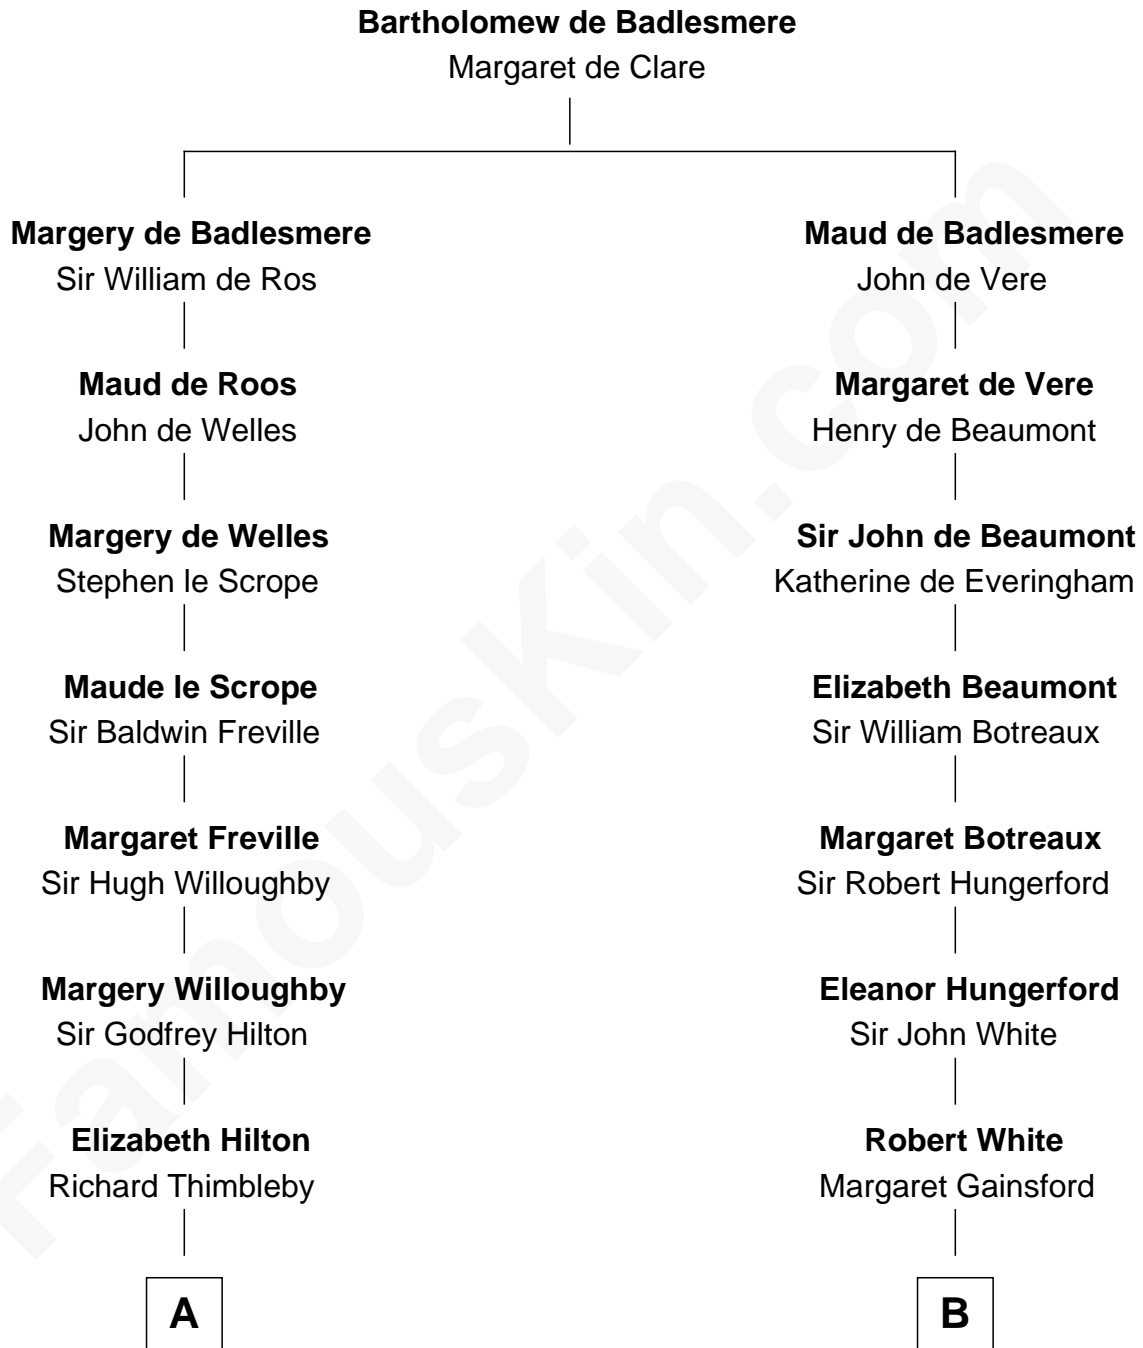 Bartholomew de Badlesmere
Margaret de Clare
Margery de Badlesmere
Sir William de Ros
Maud de Roos
John de Welles
Margery de Welles
Stephen le Scrope
Maude le Scrope
Sir Baldwin Freville
Margaret Freville
Sir Hugh Willoughby
Margery Willoughby
Sir Godfrey Hilton
Elizabeth Hilton
Richard Thimbleby
A
Maud de Badlesmere
John de Vere
Margaret de Vere
Henry de Beaumont
Sir John de Beaumont
Katherine de Everingham
Elizabeth Beaumont
Sir William Botreaux
Margaret Botreaux
Sir Robert Hungerford
Eleanor Hungerford
Sir John White
Robert White
Margaret Gainsford
B
FamousKin.com